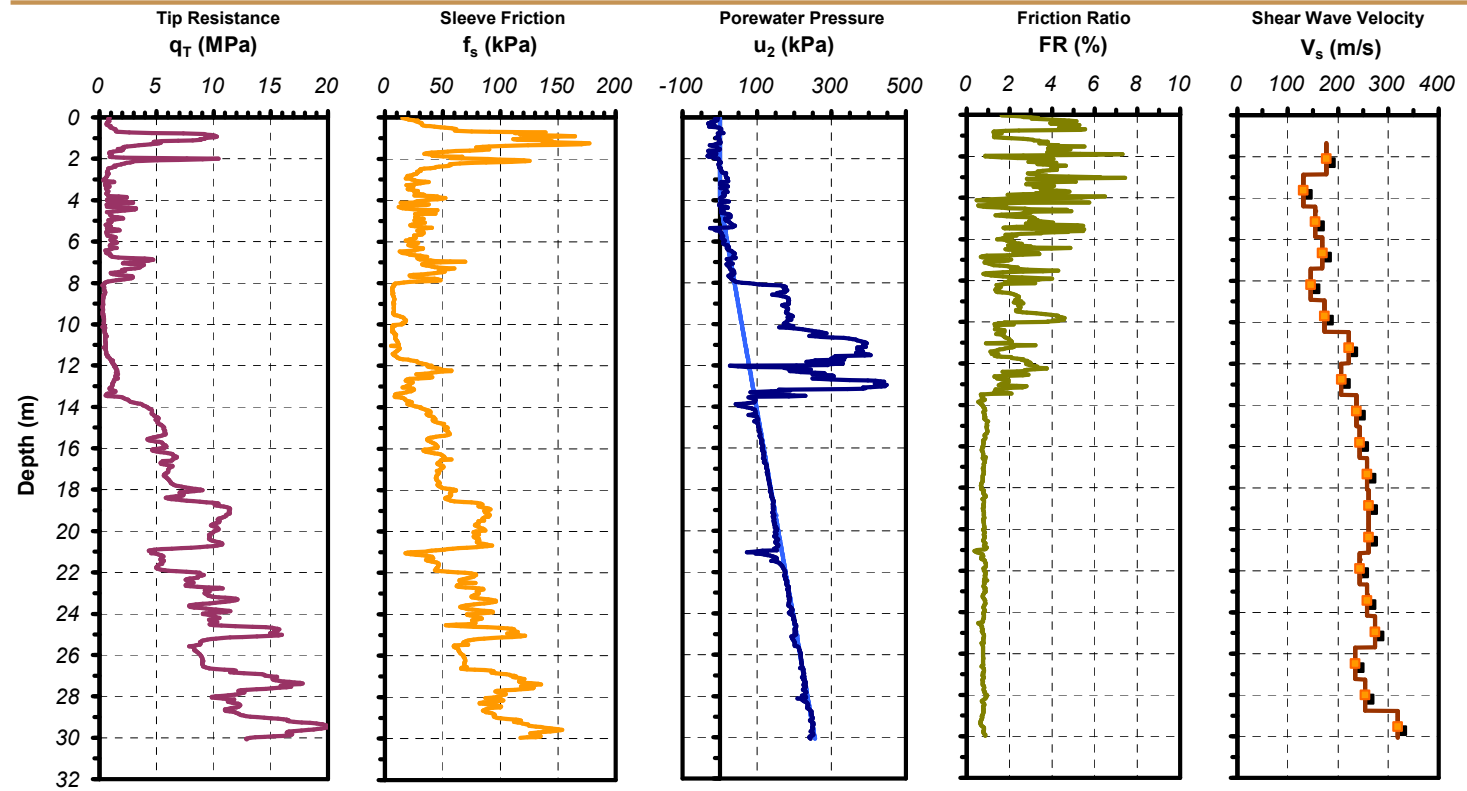 Tip Resistance
q_T (MPa)
0 5 10 15 20
Sleeve Friction
f_s (kPa)
0 50 100 150 200
Porewater Pressure
u_2 (kPa)
-100 100 300 500
Friction Ratio
FR (%)
0 2 4 6 8 10
Shear Wave Velocity
V_s (m/s)
0 100 200 300 400
Depth (m)
0
2
4
6
8
10
12
14
16
18
20
22
24
26
28
30
32